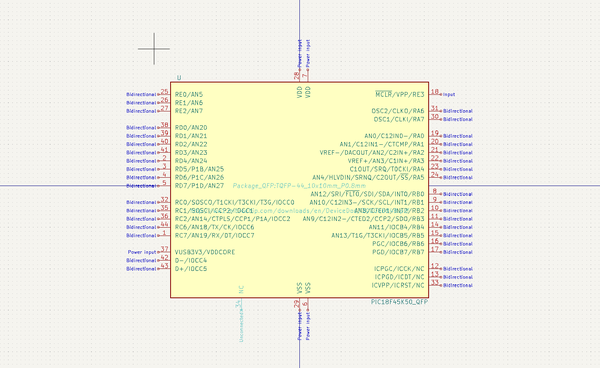 Power input
Power input
28
7
U
VDD
VDD
Bidirectional 25 RE0/AN5
Bidirectional 26 RE1/AN6
Bidirectional 27 RE2/AN7
MCLR/VPP/RE3 18 Input
OSC2/CLKO/RA6 31 Bidirectional
OSC1/CLKI/RA7 30 Bidirectional
Bidirectional 38 RD0/AN20
Bidirectional 39 RD1/AN21
Bidirectional 40 RD2/AN22
Bidirectional 41 RD3/AN23
Bidirectional 2 RD4/AN24
Bidirectional 3 RD5/P1B/AN25
Bidirectional 4 RD6/P1C/AN26
Bidirectional 5 RD7/P1D/AN27
AN0/C12IND-/RA0 19 Bidirectional
AN1/C12IN1-/CTCMP/RA1 20 Bidirectional
VREF-/DACOUT/AN2/C2IN+/RA2 21 Bidirectional
VREF+/AN3/C1IN+/RA3 22 Bidirectional
C1OUT/SRQ/T0CKI/RA4 23 Bidirectional
AN4/HLVDIN/SRNQ/C2OUT/SS/RA5 24 Bidirectional
Package_QFP:TQFP-44_10x10mm_P0.8mm
Bidirectional 32 RC0/SOSCO/T1CKI/T3CKI/T3G/IOCC0
Bidirectional 35 RC1/SOSCI/CCP2/IOCC1
Bidirectional 36 RC2/AN14/CTPLS/CCP1/P1A/IOCC2
Bidirectional 44 RC6/AN18/TX/CK/IOCC6
Bidirectional 1 RC7/AN19/RX/DT/IOCC7
AN12/SRI/FLT0/SDI/SDA/INT0/RB0 8 Bidirectional
AN10/C12IN3-/SCK/SCL/INT1/RB1 9 Bidirectional
10 Bidirectional
AN9/C12IN2-/CTED2/CCP2/SDO/RB3 11 Bidirectional
AN11/IOCB4/RB4 14 Bidirectional
AN13/T1G/T3CKI/IOCB5/RB5 15 Bidirectional
PGC/IOCB6/RB6 16 Bidirectional
PGD/IOCB7/RB7 17 Bidirectional
Power input 37 VUSB3V3/VDDCORE
Bidirectional 42 D-/IOCC4
Bidirectional 43 D+/IOCC5
ICPGC/ICCK/NC 12 Bidirectional
ICPGD/ICDT/NC 13 Bidirectional
ICVPP/ICRST/NC 33 Bidirectional
NC
VSS
VSS
PIC18F45K50_QFP
34
29
6
Unconnected
Power input
Power input